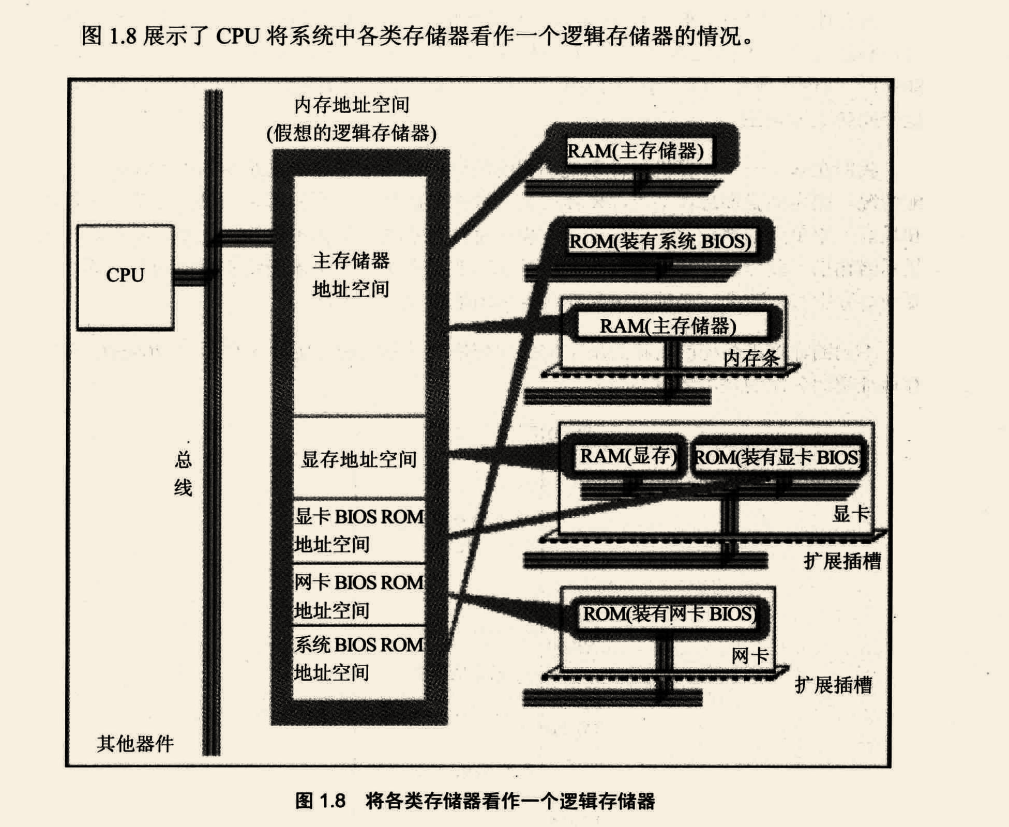 图 1.8 展示了 CPU 将系统中各类存储器看作一个逻辑存储器的情况。
内存地址空间
(假想的逻辑存储器)
CPU
总
线
其他器件
主存储器
地址空间
显存地址空间
显卡 BIOS ROM
地址空间
网卡 BIOS ROM
地址空间
系统 BIOS ROM
地址空间
RAM(主存储器)
ROM(装有系统 BIOS)
RAM(主存储器)
内存条
RAM(显存)
ROM(装有显卡 BIOS
显卡
扩展插槽
ROM(装有网卡 BIOS)
网卡
扩展插槽
图 1.8 将各类存储器看作一个逻辑存储器